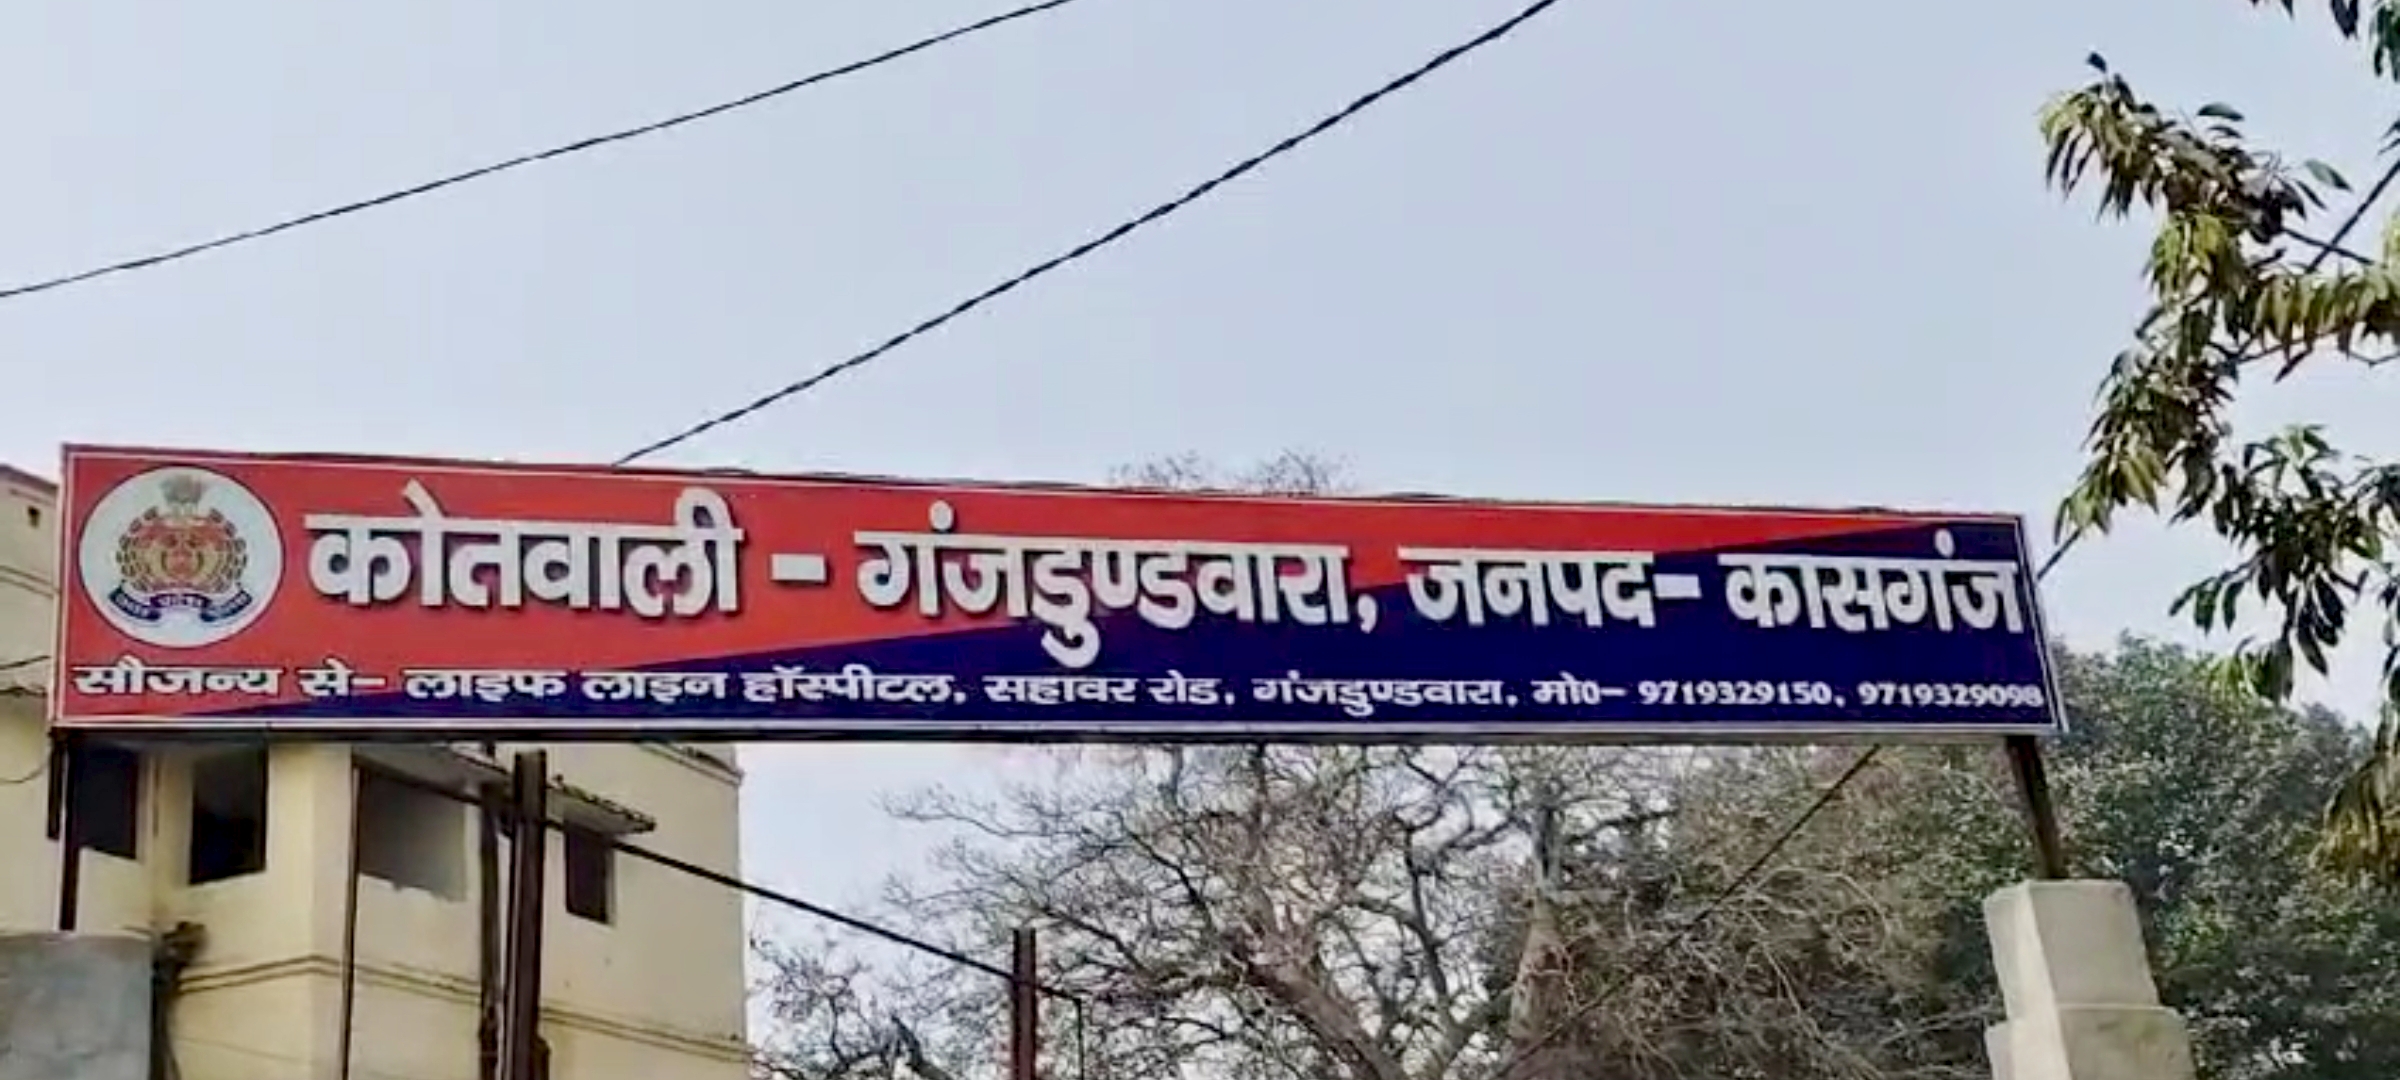 कोतवाली - गंजडुण्डवारा, जनपद- कासगंज
सौजन्य से- लाइफ लाइन हॉस्पीटल, सहावर रोड, गंजडुण्डवारा, मो0- 9719329150, 9719329098